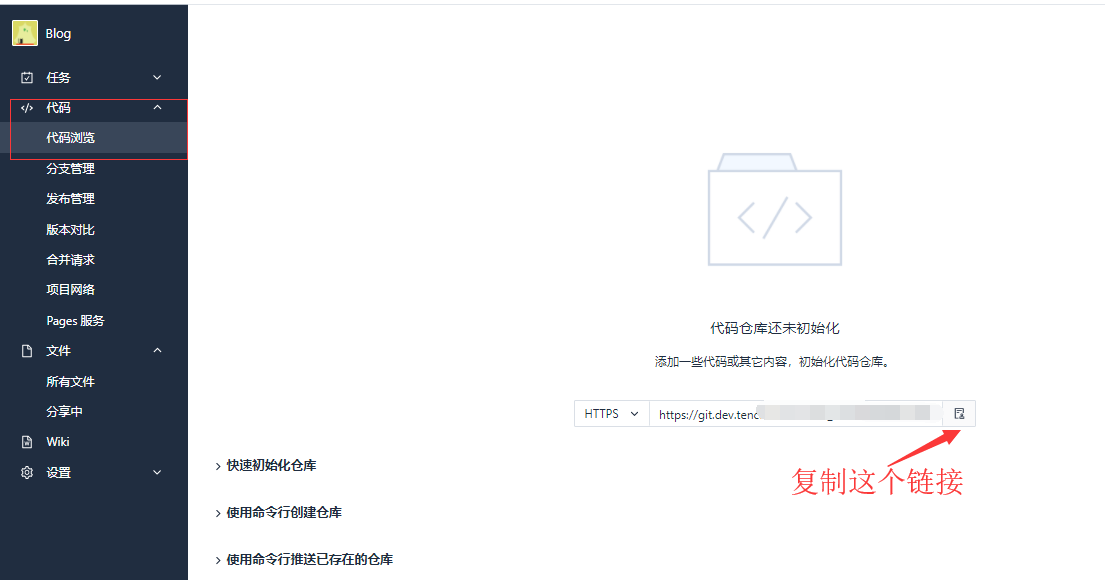 Blog
任务
代码
代码浏览
分支管理
发布管理
版本对比
合并请求
项目网络
Pages 服务
文件
所有文件
分享中
Wiki
设置
代码仓库还未初始化
添加一些代码或其它内容，初始化代码仓库。
HTTPS https://git.dev.tenc
复制这个链接
快速初始化仓库
使用命令行创建仓库
使用命令行推送已存在的仓库